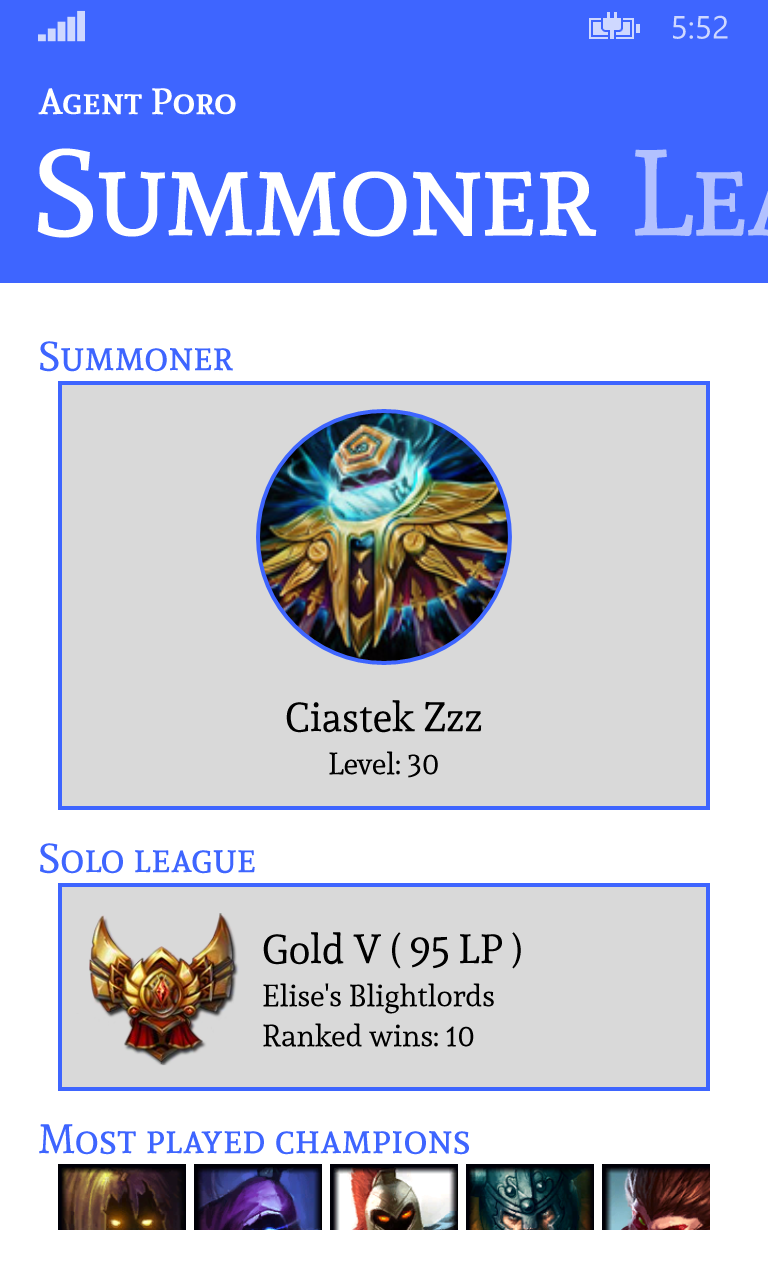 5:52
Agent Poro
Summoner Lea
Summoner
Ciastek Zzz
Level: 30
Solo league
Gold V ( 95 LP )
Elise's Blightlords
Ranked wins: 10
Most played champions